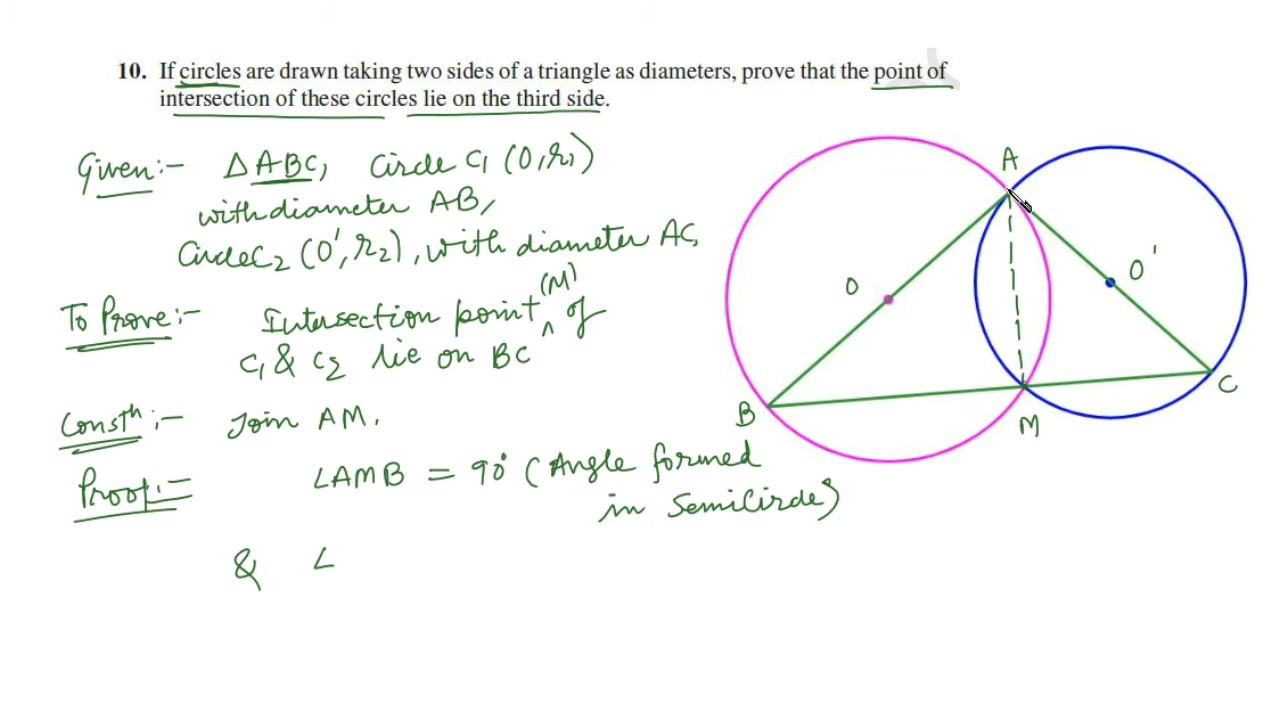 10. If circles are drawn taking two sides of a triangle as diameters, prove that the point of
intersection of these circles lie on the third side.
Given:- △ABC, Circle C₁ (O, r₁)
with diameter AB,
Circle C₂ (O', r₂), with diameter AC,
To Prove:- Intersection point (M) of
C₁ & C₂ lie on BC
Constⁿ:- Join AM.
Proof:- ∠AMB = 90° (Angle formed
in Semicircle)
& ∠
A
O
O'
B
C
M